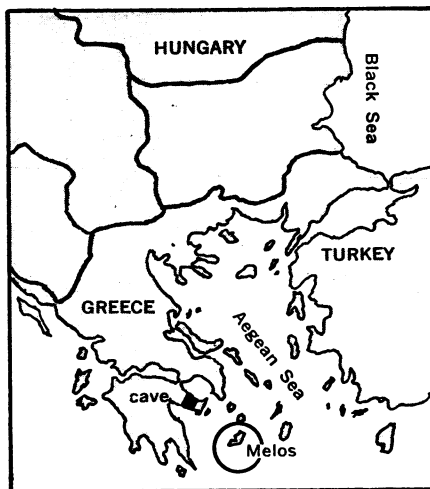 HUNGARY
Black Sea
TURKEY
GREECE
Aegean Sea
cave
Melos